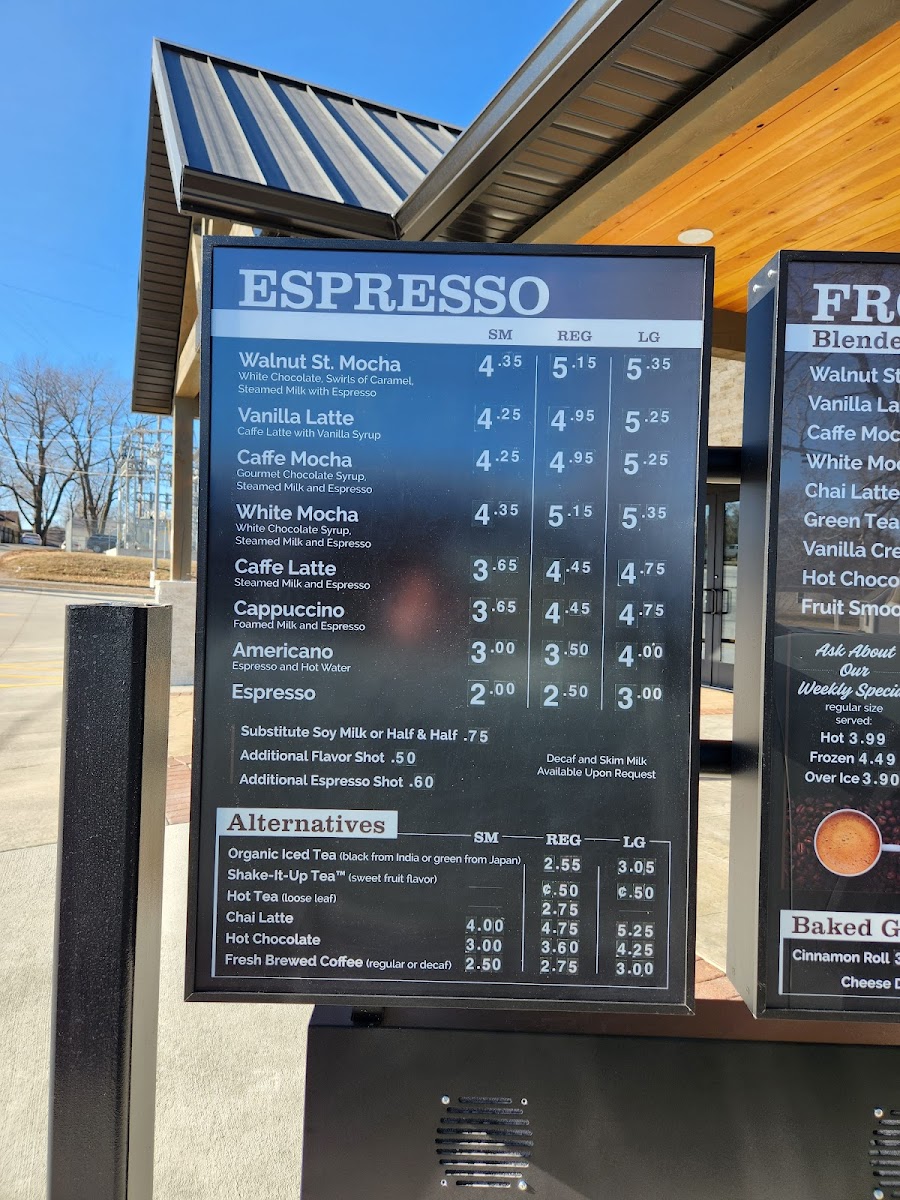 ESPRESSO
SM REG LG
Walnut St. Mocha 4.35 5.15 5.35
White Chocolate, Swirls of Caramel,
Steamed Milk with Espresso
Vanilla Latte 4.25 4.95 5.25
Caffe Latte with Vanilla Syrup
Caffe Mocha 4.25 4.95 5.25
Gourmet Chocolate Syrup,
Steamed Milk and Espresso
White Mocha 4.35 5.15 5.35
White Chocolate Syrup,
Steamed Milk and Espresso
Caffe Latte 3.65 4.45 4.75
Steamed Milk and Espresso
Cappuccino 3.65 4.45 4.75
Foamed Milk and Espresso
Americano 3.00 3.50 4.00
Espresso and Hot Water
Espresso 2.00 2.50 3.00
Substitute Soy Milk or Half & Half .75
Additional Flavor Shot .50
Additional Espresso Shot .60
Decaf and Skim Milk
Available Upon Request
Alternatives SM REG LG
Organic Iced Tea (black from India or green from Japan) 2.55 3.05
Shake-It-Up Tea™ (sweet fruit flavor) ¢.50 ¢.50
Hot Tea (loose leaf) 2.75
Chai Latte 4.00 4.75 5.25
Hot Chocolate 3.00 3.60 4.25
Fresh Brewed Coffee (regular or decaf) 2.50 2.75 3.00
FRO
Blende
Walnut St
Vanilla La
Caffe Moc
White Moc
Chai Latte
Green Tea
Vanilla Cre
Hot Choco
Fruit Smoo
Ask About
Our
Weekly Specia
regular size
served:
Hot 3.99
Frozen 4.49
Over Ice 3.90
Baked G
Cinnamon Roll 3
Cheese D